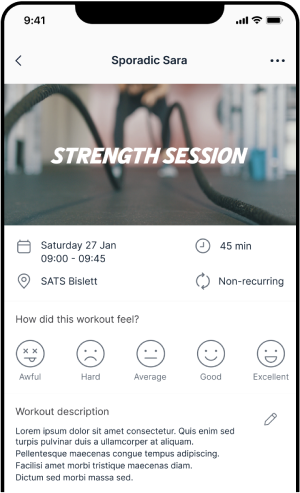 9:41
Sporadic Sara
STRENGTH SESSION
Saturday 27 Jan
09:00 - 09:45
45 min
SATS Bislett
Non-recurring
How did this workout feel?
Awful
Hard
Average
Good
Excellent
Workout description
Lorem ipsum dolor sit amet consectetur. Quis enim sed
turpis pulvinar duis a ullamcorper at aliquam.
Pellentesque maecenas congue tempus adipiscing.
Facilisi amet morbi tristique maecenas diam.
Dictum sed morbi massa sed.